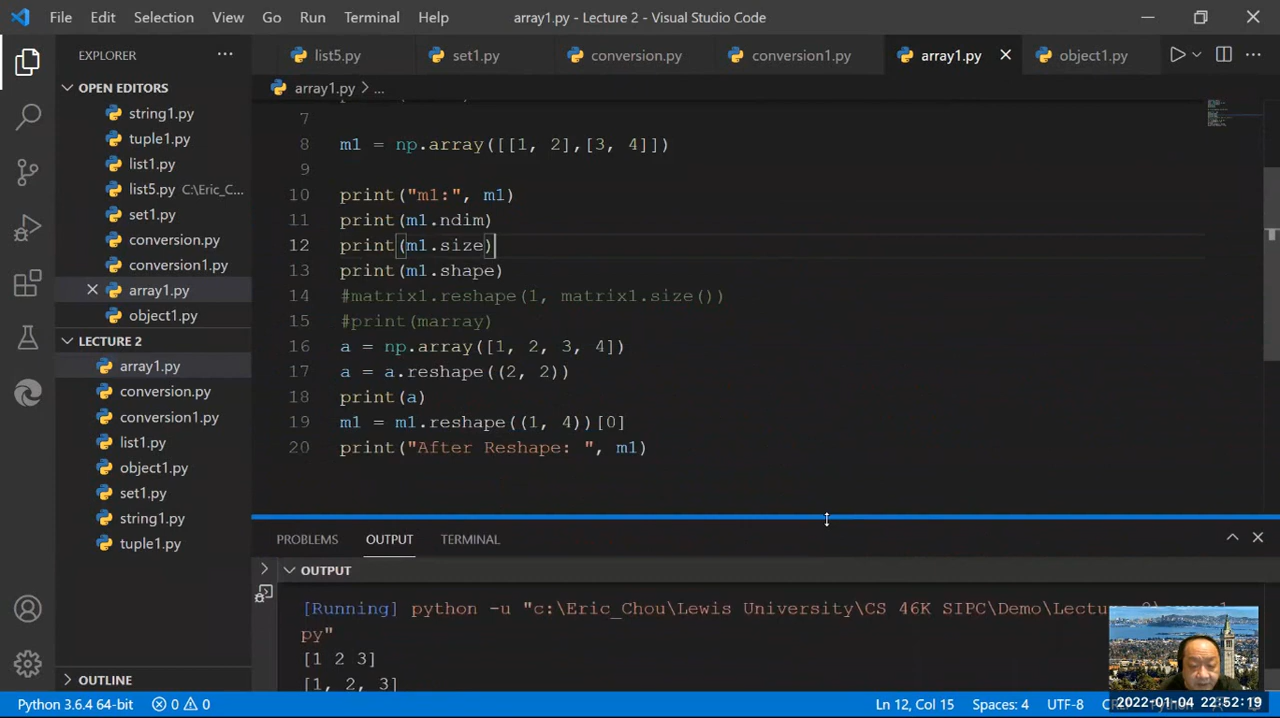 File Edit Selection View Go Run Terminal Help array1.py - Lecture 2 - Visual Studio Code
EXPLORER ...
list5.py set1.py conversion.py conversion1.py array1.py object1.py
array1.py > ...
OPEN EDITORS
string1.py
tuple1.py
list1.py
list5.py C:\Eric_C...
set1.py
conversion.py
conversion1.py
array1.py
object1.py
LECTURE 2
array1.py
conversion.py
conversion1.py
list1.py
object1.py
set1.py
string1.py
tuple1.py
OUTLINE
7
8 m1 = np.array([[1, 2],[3, 4]])
9
10 print("m1:", m1)
11 print(m1.ndim)
12 print(m1.size)
13 print(m1.shape)
14 #matrix1.reshape(1, matrix1.size())
15 #print(marray)
16 a = np.array([1, 2, 3, 4])
17 a = a.reshape((2, 2))
18 print(a)
19 m1 = m1.reshape((1, 4))[0]
20 print("After Reshape: ", m1)
PROBLEMS OUTPUT TERMINAL
OUTPUT
[Running] python -u "c:\Eric_Chou\Lewis University\CS 46K SIPC\Demo\Lecture
py"
[1 2 3]
[1, 2, 3]
2022-01-04 22:52:19
Python 3.6.4 64-bit 0 0 Ln 12, Col 15 Spaces: 4 UTF-8